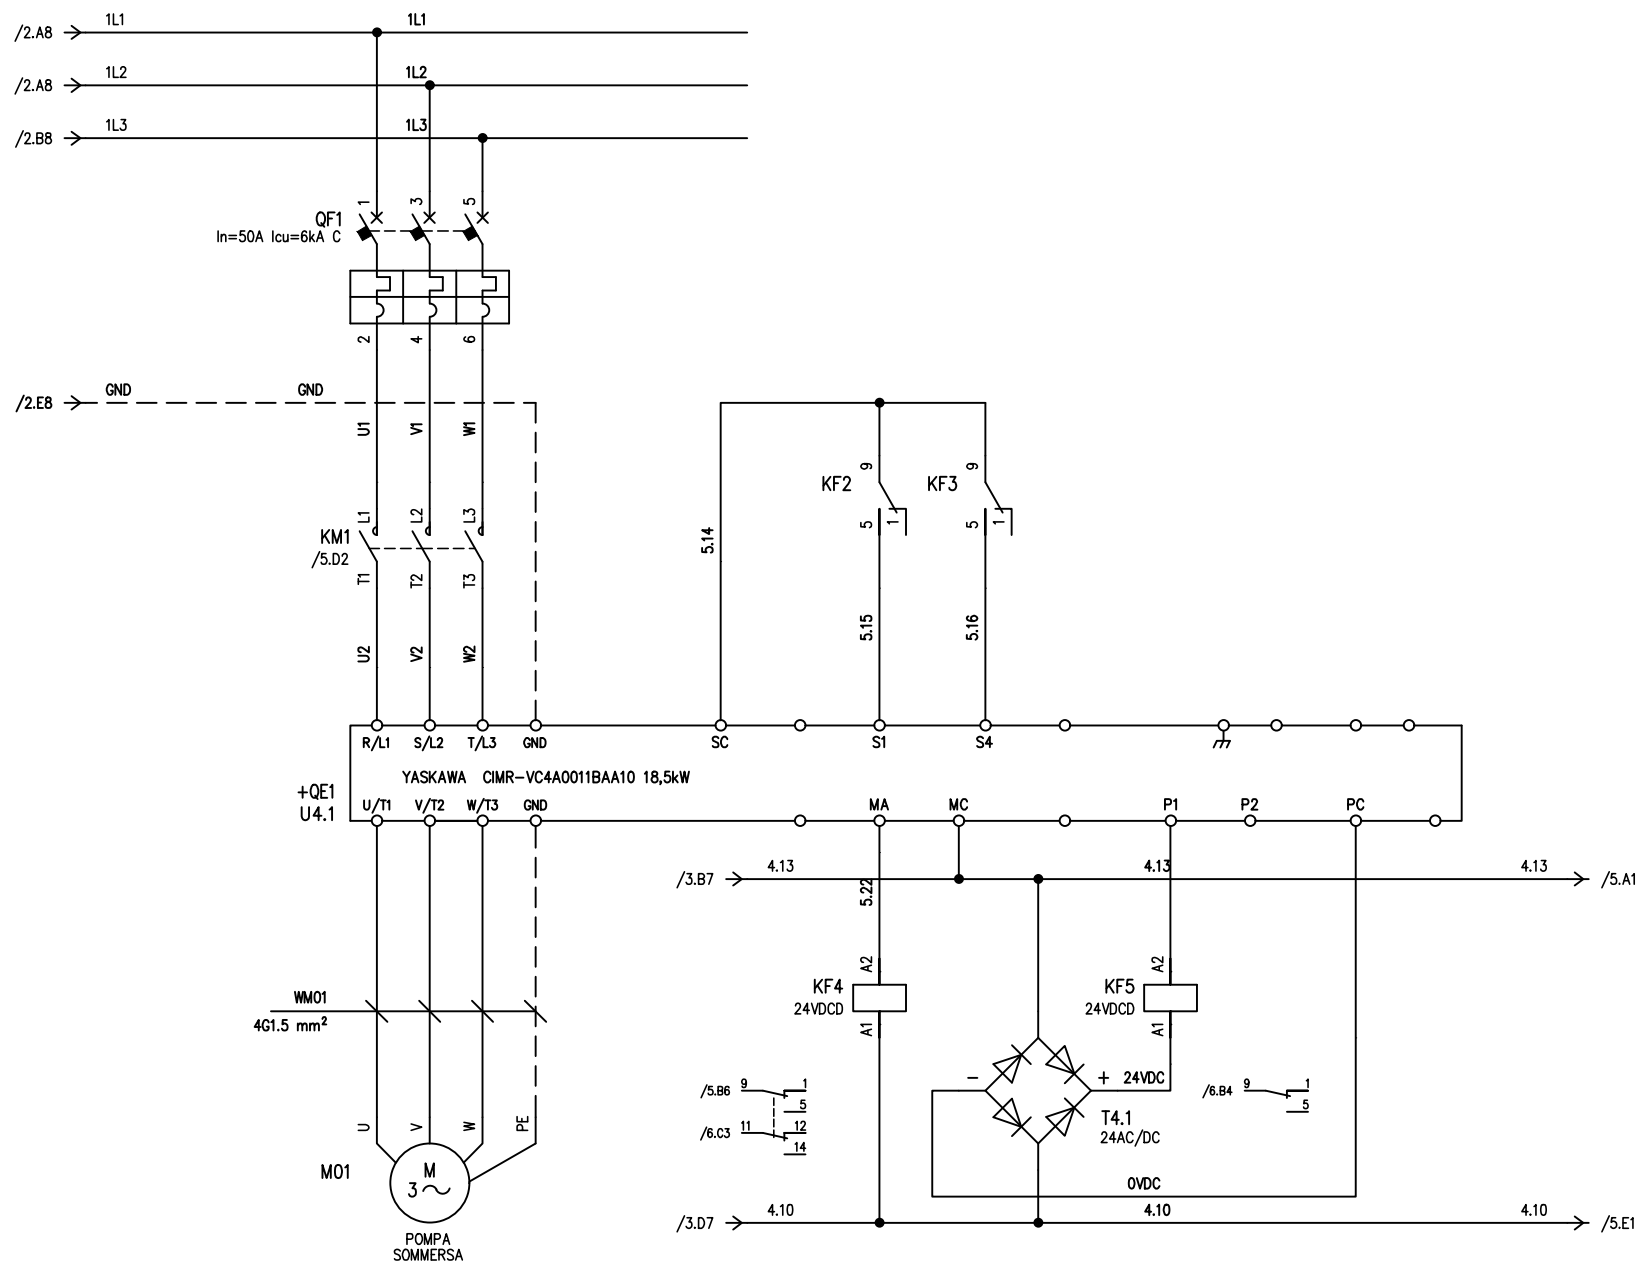 /2.A8 1L1 1L1
/2.A8 1L2 1L2
/2.B8 1L3 1L3
1 3 5
QF1
In=50A Icu=6kA C
2 4 6
/2.E8 GND GND
U1 V1 W1
9 9
KF2 KF3
5 1 5 1
L1 L2 L3
KM1
/5.D2
T1 T2 T3
5.14
5.15 5.16
U2 V2 W2
R/L1 S/L2 T/L3 GND SC S1 S4
YASKAWA CIMR-VC4A0011BAA10 18,5kW
+QE1
U4.1
U/T1 V/T2 W/T3 GND MA MC P1 P2 PC
/3.B7 4.13 4.13 4.13 /5.A1
5.22
A2 A2
KF4 KF5
24VDCD 24VDCD
A1 A1
WM01
4G1.5 mm²
- + 24VDC
/5.B6 9 1
5
/6.C3 11 12
14
/6.B4 9 1
5
T4.1
24AC/DC
U V W PE
M01
M
3
0VDC
/3.D7 4.10 4.10 4.10 /5.E1
POMPA
SOMMERSA